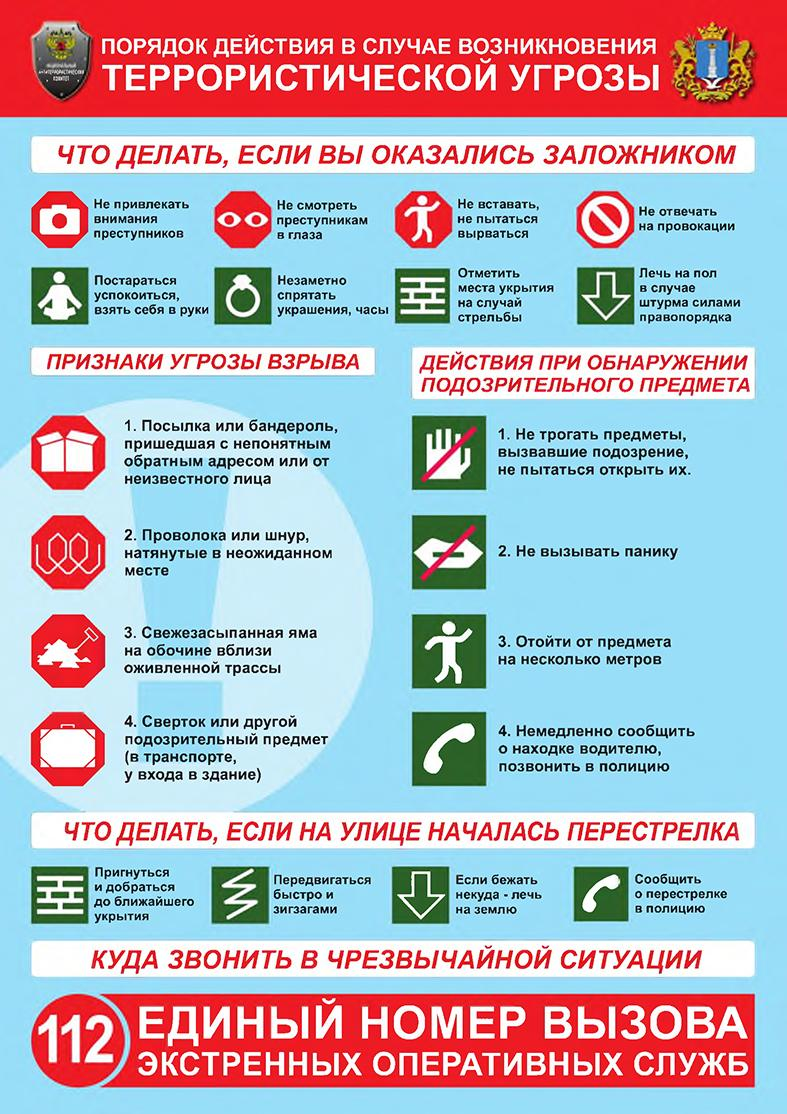 НАЦИОНАЛЬНЫЙ
АНТИТЕРРОРИСТИЧЕСКИЙ
КОМИТЕТ
ПОРЯДОК ДЕЙСТВИЯ В СЛУЧАЕ ВОЗНИКНОВЕНИЯ
ТЕРРОРИСТИЧЕСКОЙ УГРОЗЫ
ЧТО ДЕЛАТЬ, ЕСЛИ ВЫ ОКАЗАЛИСЬ ЗАЛОЖНИКОМ
Не привлекать
внимания
преступников
Не смотреть
преступникам
в глаза
Не вставать,
не пытаться
вырваться
Не отвечать
на провокации
Постараться
успокоиться,
взять себя в руки
Незаметно
спрятать
украшения, часы
Отметить
места укрытия
на случай
стрельбы
Лечь на пол
в случае
штурма силами
правопорядка
ПРИЗНАКИ УГРОЗЫ ВЗРЫВА
1. Посылка или бандероль,
пришедшая с непонятным
обратным адресом или от
неизвестного лица
2. Проволока или шнур,
натянутые в неожиданном
месте
3. Свежезасыпанная яма
на обочине вблизи
оживленной трассы
4. Сверток или другой
подозрительный предмет
(в транспорте,
у входа в здание)
ДЕЙСТВИЯ ПРИ ОБНАРУЖЕНИИ
ПОДОЗРИТЕЛЬНОГО ПРЕДМЕТА
1. Не трогать предметы,
вызвавшие подозрение,
не пытаться открыть их.
2. Не вызывать панику
3. Отойти от предмета
на несколько метров
4. Немедленно сообщить
о находке водителю,
позвонить в полицию
ЧТО ДЕЛАТЬ, ЕСЛИ НА УЛИЦЕ НАЧАЛАСЬ ПЕРЕСТРЕЛКА
Пригнуться
и добраться
до ближайшего
укрытия
Передвигаться
быстро и
зигзагами
Если бежать
некуда - лечь
на землю
Сообщить
о перестрелке
в полицию
КУДА ЗВОНИТЬ В ЧРЕЗВЫЧАЙНОЙ СИТУАЦИИ
112
ЕДИНЫЙ НОМЕР ВЫЗОВА
ЭКСТРЕННЫХ ОПЕРАТИВНЫХ СЛУЖБ